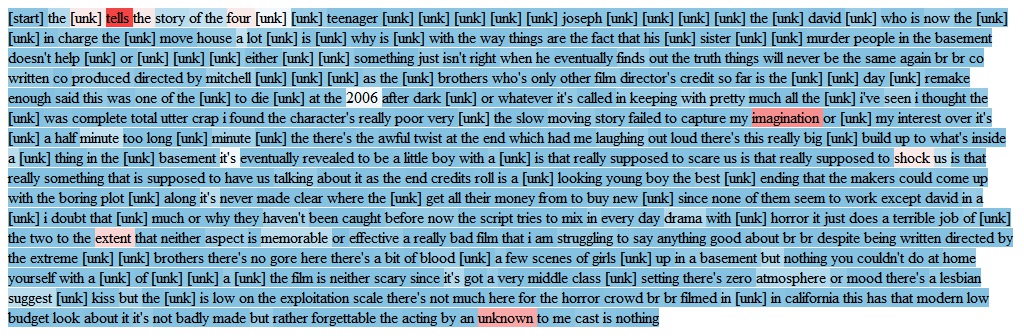 [start] the [unk] tells the story of the four [unk] [unk] teenager [unk] [unk] [unk] [unk] [unk] joseph [unk] [unk] [unk] [unk] [unk] the [unk] david [unk] who is now the [unk]
[unk] in charge the [unk] move house a lot [unk] is [unk] why is [unk] with the way things are the fact that his [unk] sister [unk] [unk] murder people in the basement
doesn't help [unk] or [unk] [unk] [unk] either [unk] [unk] something just isn't right when he eventually finds out the truth things will never be the same again br br co
written co produced directed by mitchell [unk] [unk] [unk] as the [unk] brothers who's only other film director's credit so far is the [unk] [unk] day [unk] remake
enough said this was one of the [unk] to die [unk] at the 2006 after dark [unk] or whatever it's called in keeping with pretty much all the [unk] i've seen i thought the
[unk] was complete total utter crap i found the character's really poor very [unk] the slow moving story failed to capture my imagination or [unk] my interest over it's
[unk] a half minute too long [unk] minute [unk] the there's the awful twist at the end which had me laughing out loud there's this really big [unk] build up to what's inside
a [unk] thing in the [unk] basement it's eventually revealed to be a little boy with a [unk] is that really supposed to scare us is that really supposed to shock us is that
really something that is supposed to have us talking about it as the end credits roll is a [unk] looking young boy the best [unk] ending that the makers could come up
with the boring plot [unk] along it's never made clear where the [unk] get all their money from to buy new [unk] since none of them seem to work except david in a
[unk] i doubt that [unk] much or why they haven't been caught before now the script tries to mix in every day drama with [unk] horror it just does a terrible job of [unk]
the two to the extent that neither aspect is memorable or effective a really bad film that i am struggling to say anything good about br br despite being written directed by
the extreme [unk] [unk] brothers there's no gore here there's a bit of blood [unk] a few scenes of girls [unk] up in a basement but nothing you couldn't do at home
yourself with a [unk] of [unk] [unk] a [unk] the film is neither scary since it's got a very middle class [unk] setting there's zero atmosphere or mood there's a lesbian
suggest [unk] kiss but the [unk] is low on the exploitation scale there's not much here for the horror crowd br br filmed in [unk] in california this has that modern low
budget look about it it's not badly made but rather forgettable the acting by an unknown to me cast is nothing